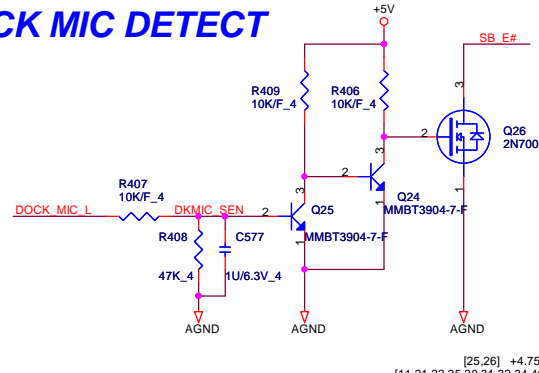 CK MIC DETECT
+5V
SB_E#
R409
10K/F_4
R406
10K/F_4
3
2
Q26
2N700
1
R407
10K/F_4
3
2
Q24
MMBT3904-7-F
1
DOCK_MIC_L
DKMIC_SEN
2
3
Q25
MMBT3904-7-F
1
R408
47K_4
C577
1U/6.3V_4
AGND
AGND
AGND
[25,26] +4.75